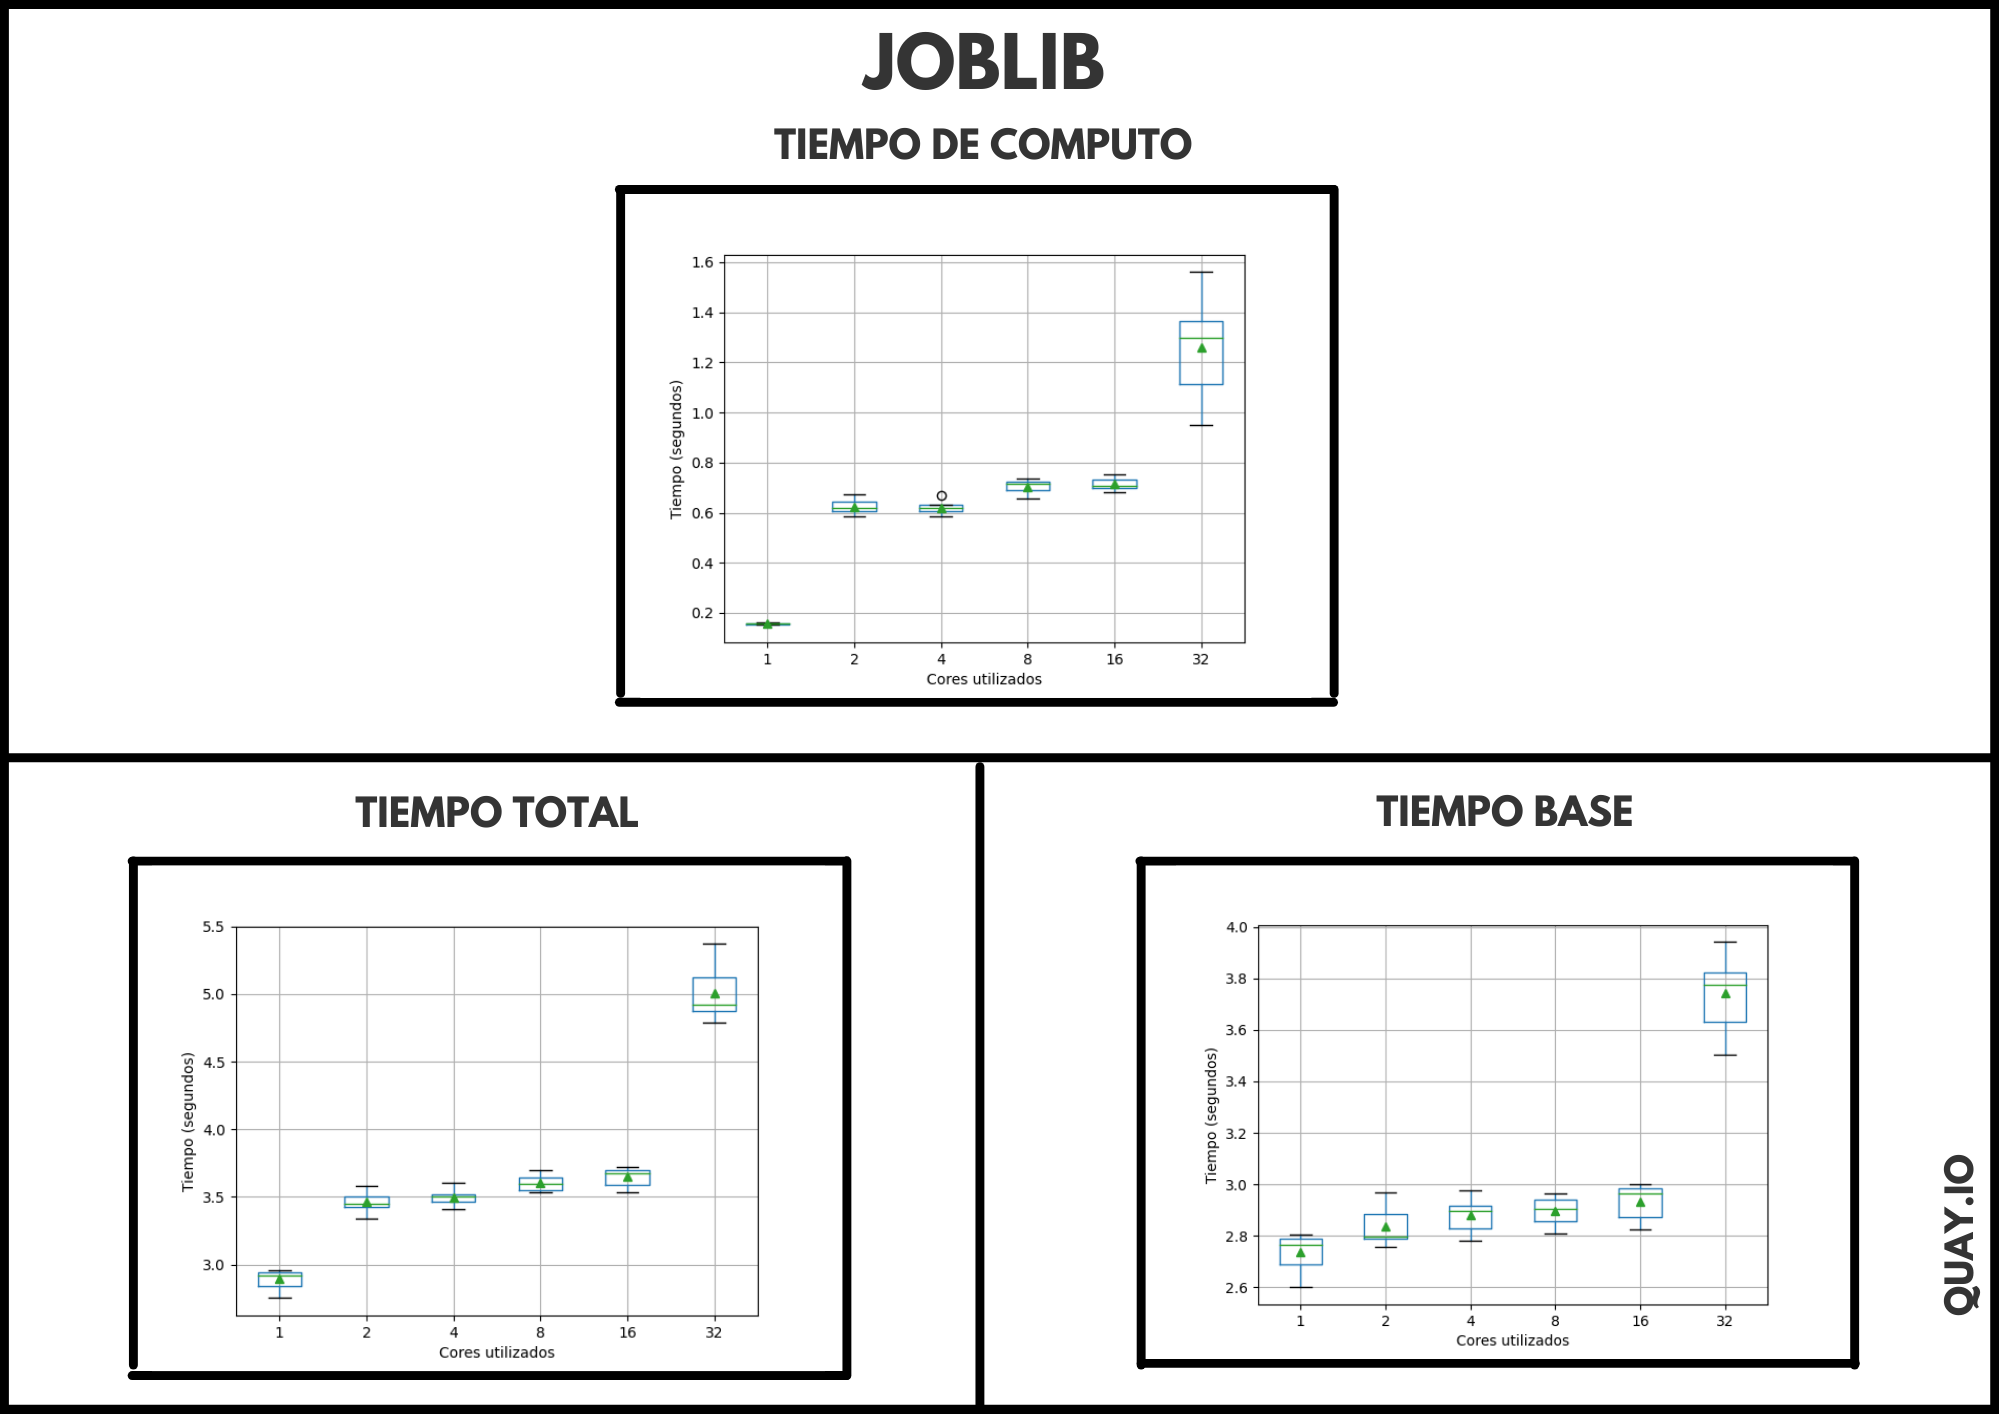 JOBLIB
TIEMPO DE COMPUTO
1.6
1.4
1.2
1.0
0.8
0.6
0.4
0.2
Tiempo (segundos)
1 2 4 8 16 32
Cores utilizados
TIEMPO TOTAL
5.5
5.0
4.5
4.0
3.5
3.0
Tiempo (segundos)
1 2 4 8 16 32
Cores utilizados
TIEMPO BASE
4.0
3.8
3.6
3.4
3.2
3.0
2.8
2.6
Tiempo (segundos)
1 2 4 8 16 32
Cores utilizados
QUAY.IO